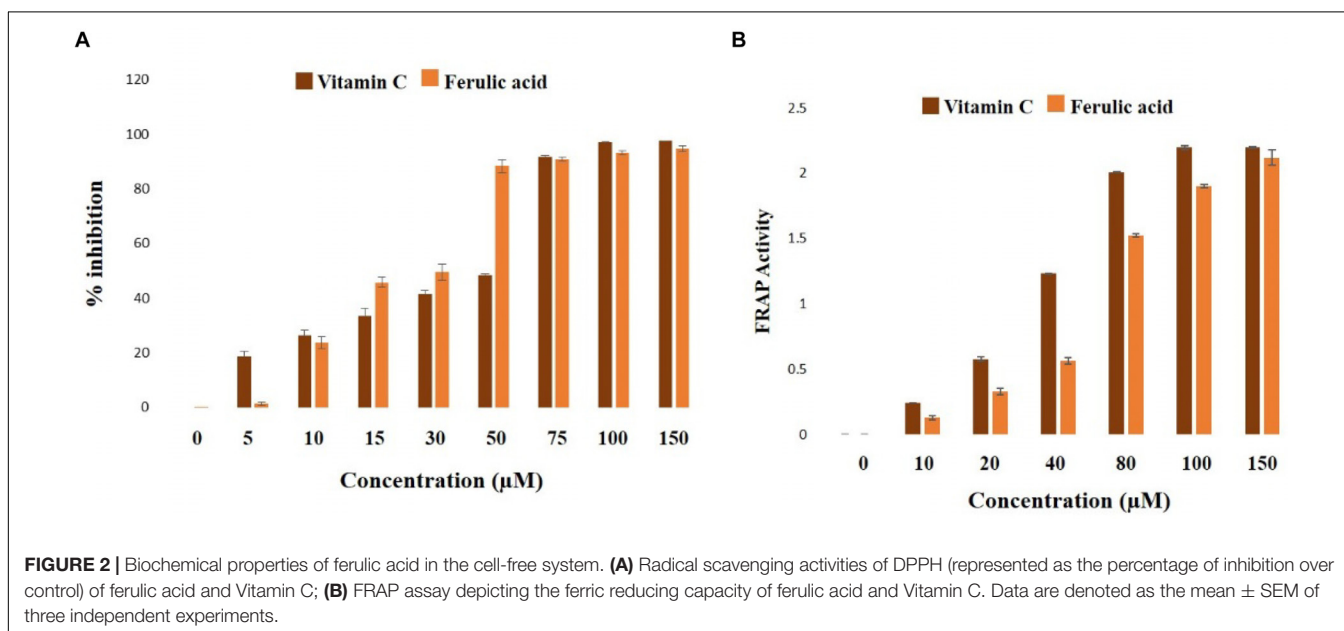 A
Vitamin C Ferulic acid
120
100
80
60
40
20
0
% inhibition
0 5 10 15 30 50 75 100 150
Concentration (µM)
B
Vitamin C Ferulic acid
2.5
2
1.5
1
0.5
0
FRAP Activity
0 10 20 40 80 100 150
Concentration (µM)
FIGURE 2 | Biochemical properties of ferulic acid in the cell-free system. (A) Radical scavenging activities of DPPH (represented as the percentage of inhibition over
control) of ferulic acid and Vitamin C; (B) FRAP assay depicting the ferric reducing capacity of ferulic acid and Vitamin C. Data are denoted as the mean ± SEM of
three independent experiments.